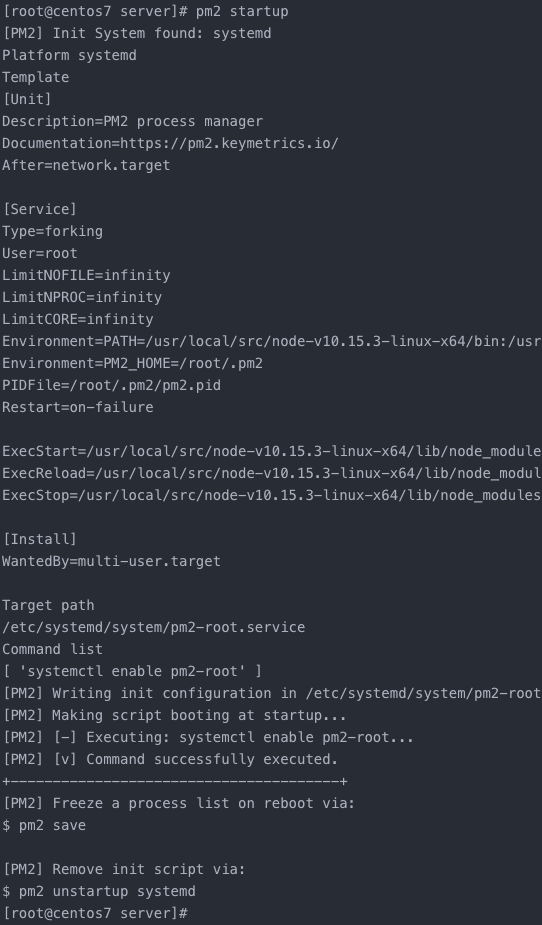 [root@centos7 server]# pm2 startup
[PM2] Init System found: systemd
Platform systemd
Template
[Unit]
Description=PM2 process manager
Documentation=https://pm2.keymetrics.io/
After=network.target

[Service]
Type=forking
User=root
LimitNOFILE=infinity
LimitNPROC=infinity
LimitCORE=infinity
Environment=PATH=/usr/local/src/node-v10.15.3-linux-x64/bin:/usr
Environment=PM2_HOME=/root/.pm2
PIDFile=/root/.pm2/pm2.pid
Restart=on-failure

ExecStart=/usr/local/src/node-v10.15.3-linux-x64/lib/node_module
ExecReload=/usr/local/src/node-v10.15.3-linux-x64/lib/node_modul
ExecStop=/usr/local/src/node-v10.15.3-linux-x64/lib/node_modules

[Install]
WantedBy=multi-user.target

Target path
/etc/systemd/system/pm2-root.service
Command list
[ 'systemctl enable pm2-root' ]
[PM2] Writing init configuration in /etc/systemd/system/pm2-root
[PM2] Making script booting at startup...
[PM2] [-] Executing: systemctl enable pm2-root...
[PM2] [v] Command successfully executed.
+---------------------------------------+
[PM2] Freeze a process list on reboot via:
$ pm2 save

[PM2] Remove init script via:
$ pm2 unstartup systemd
[root@centos7 server]#